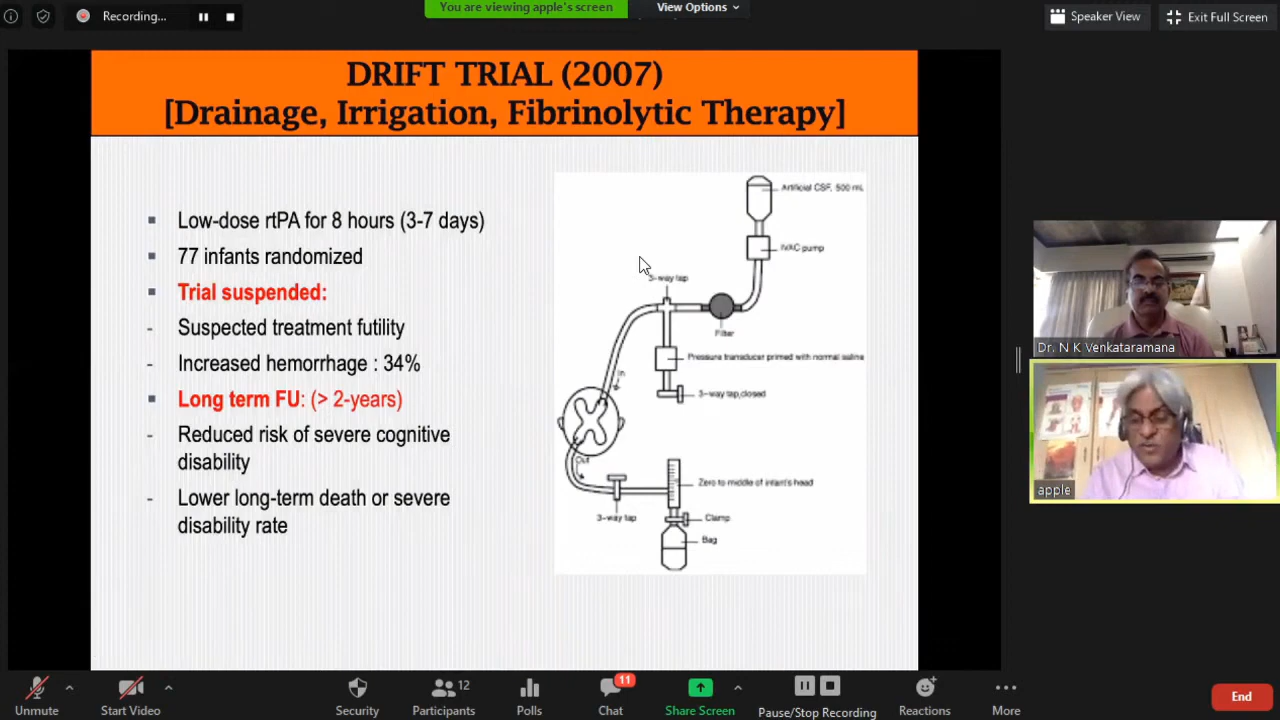 Recording...
You are viewing apple's screen
View Options
Speaker View
Exit Full Screen
DRIFT TRIAL (2007)
[Drainage, Irrigation, Fibrinolytic Therapy]
Low-dose rtPA for 8 hours (3-7 days)
77 infants randomized
Trial suspended:
- Suspected treatment futility
- Increased hemorrhage : 34%
Long term FU: (> 2-years)
- Reduced risk of severe cognitive
disability
- Lower long-term death or severe
disability rate
Artificial CSF, 500 mL
IVAC pump
3-way tap
Filter
Pressure transducer primed with normal saline
In
3-way tap, closed
Out
Zero to middle of infant's head
3-way tap
Clamp
Bag
Dr. N K Venkataramana
apple
Unmute
Start Video
Security
12
Participants
Polls
11
Chat
Share Screen
Pause/Stop Recording
Reactions
More
End